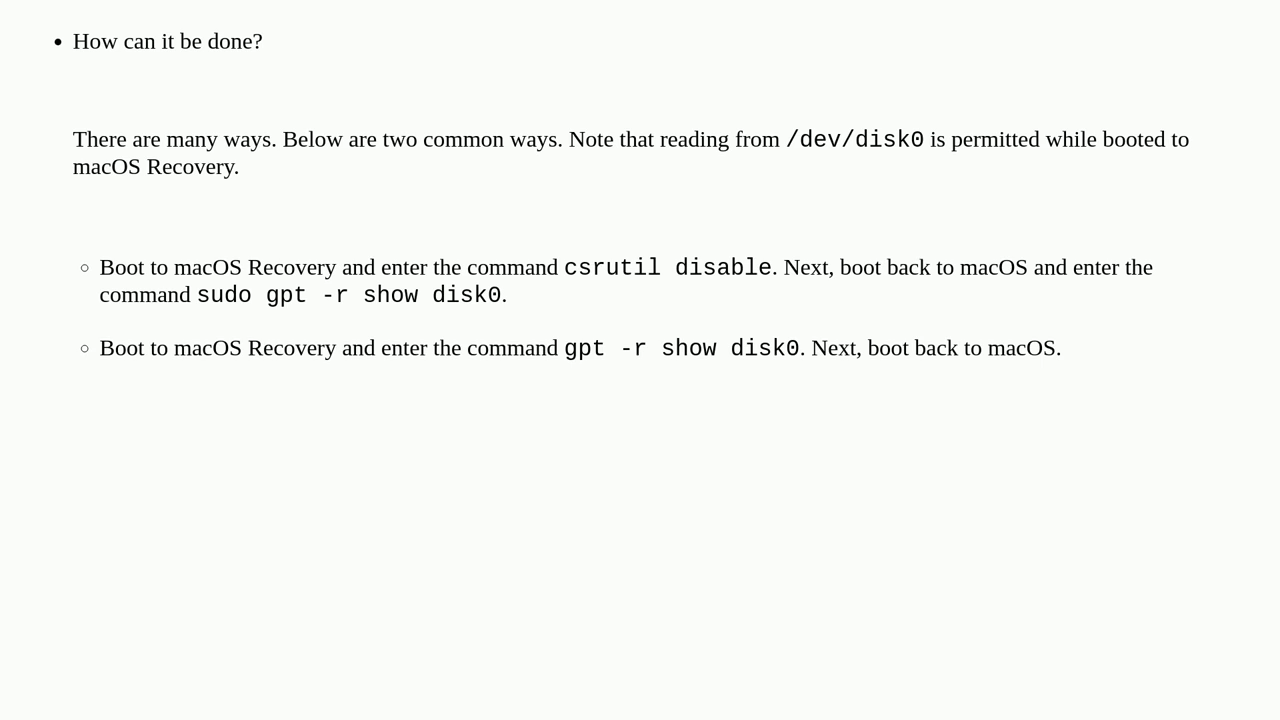 • How can it be done?
There are many ways. Below are two common ways. Note that reading from /dev/disk0 is permitted while booted to
macOS Recovery.
◦ Boot to macOS Recovery and enter the command csrutil disable. Next, boot back to macOS and enter the
command sudo gpt -r show disk0.
◦ Boot to macOS Recovery and enter the command gpt -r show disk0. Next, boot back to macOS.